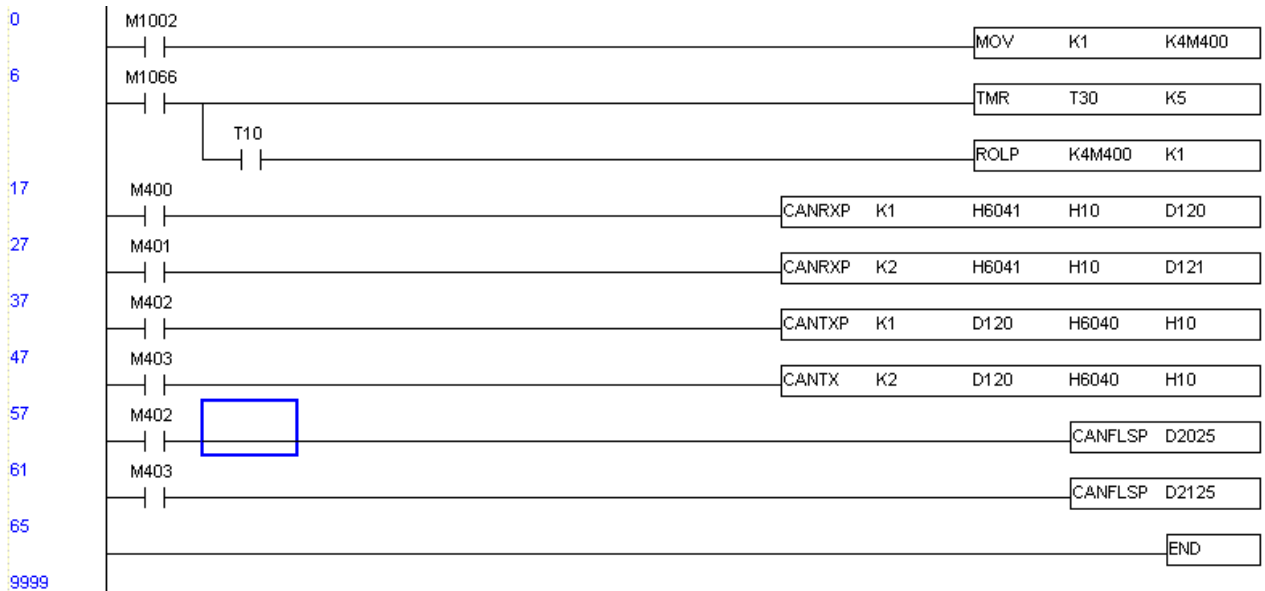 0 M1002 MOV K1 K4M400
6 M1066 TMR T30 K5
T10 ROLP K4M400 K1
17 M400 CANRXP K1 H6041 H10 D120
27 M401 CANRXP K2 H6041 H10 D121
37 M402 CANTXP K1 D120 H6040 H10
47 M403 CANTX K2 D120 H6040 H10
57 M402 CANFLSP D2025
61 M403 CANFLSP D2125
65 END
9999